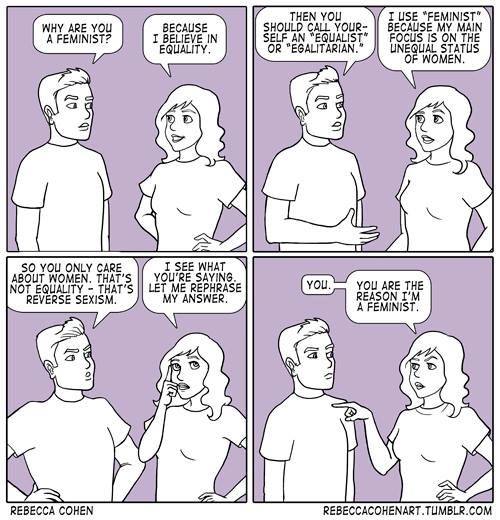 WHY ARE YOU
A FEMINIST?
BECAUSE
I BELIEVE IN
EQUALITY.
THEN YOU
SHOULD CALL YOUR-
SELF AN "EQUALIST"
OR "EGALITARIAN."
I USE "FEMINIST"
BECAUSE MY MAIN
FOCUS IS ON THE
UNEQUAL STATUS
OF WOMEN.
SO YOU ONLY CARE
ABOUT WOMEN. THAT'S
NOT EQUALITY - THAT'S
REVERSE SEXISM.
I SEE WHAT
YOU'RE SAYING.
LET ME REPHRASE
MY ANSWER.
YOU.
YOU ARE THE
REASON I'M
A FEMINIST.
REBECCA COHEN
REBECCACOHENART.TUMBLR.COM